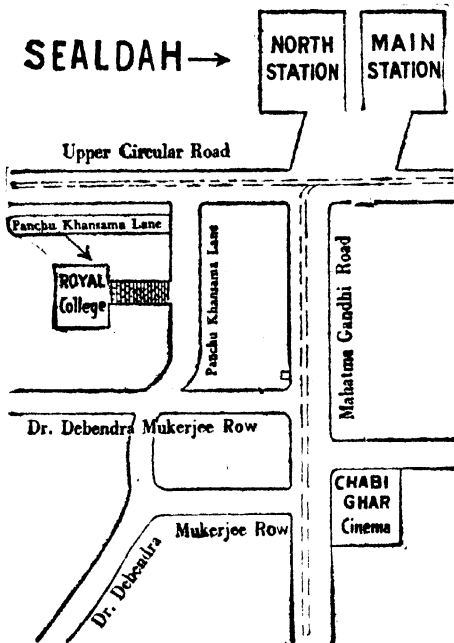 SEALDAH
NORTH
STATION
MAIN
STATION
Upper Circular Road
Panchu Khansama Lane
ROYAL
College
Panchu Khansama Lane
Mahatma Gandhi Road
Dr. Debendra Mukerjee Row
CHABI
GHAR
Cinema
Mukerjee Row
Dr. Debendra